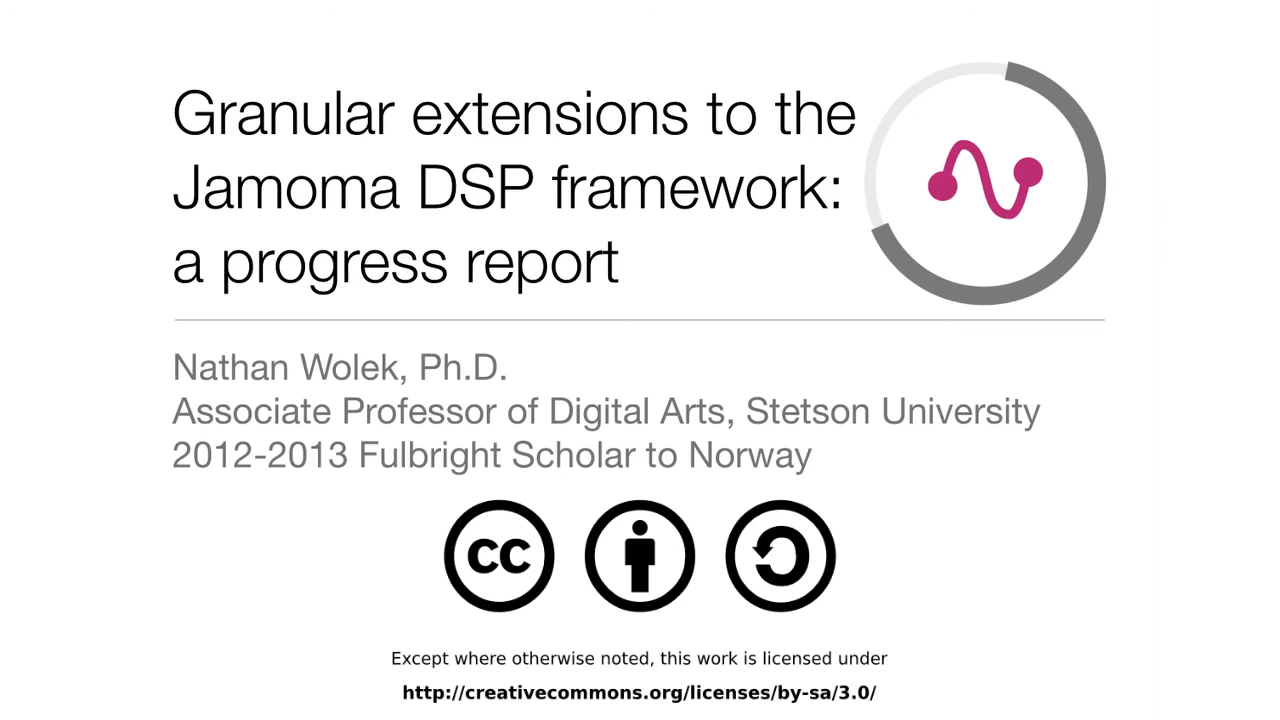 Granular extensions to the
Jamoma DSP framework:
a progress report
Nathan Wolek, Ph.D.
Associate Professor of Digital Arts, Stetson University
2012-2013 Fulbright Scholar to Norway
cc
Except where otherwise noted, this work is licensed under
http://creativecommons.org/licenses/by-sa/3.0/